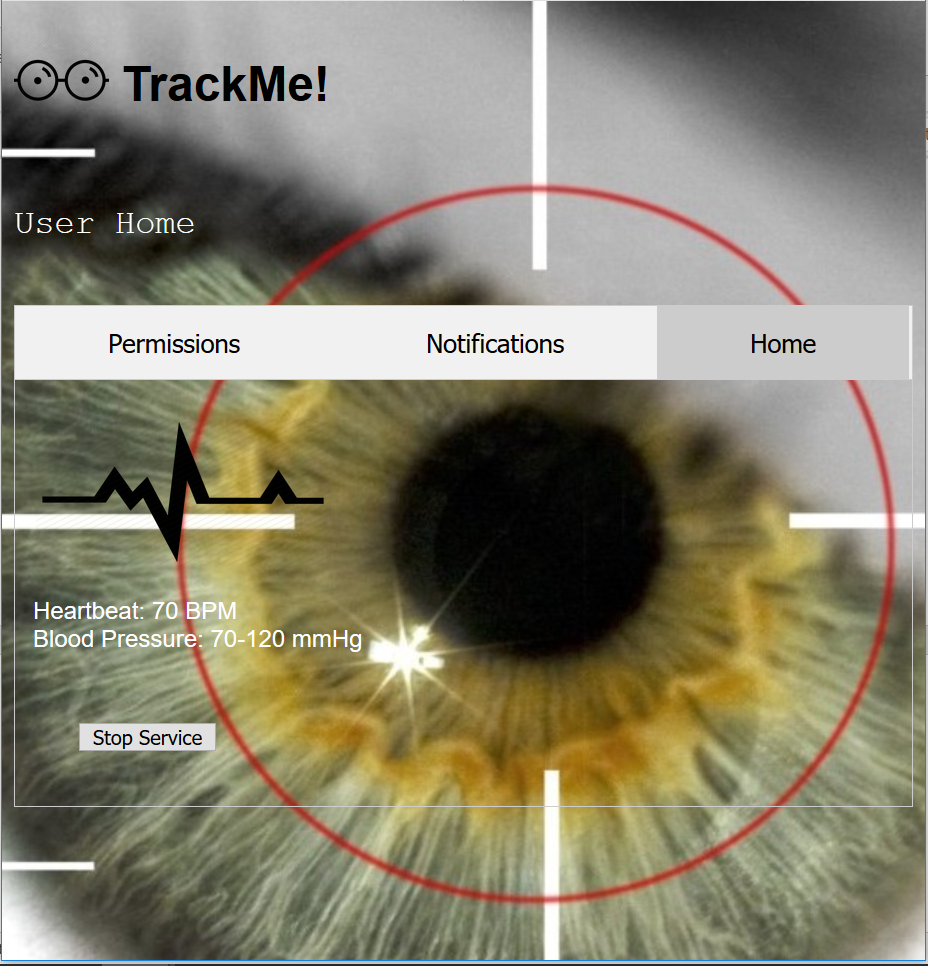 TrackMe!
User Home
Permissions Notifications Home
Heartbeat: 70 BPM
Blood Pressure: 70-120 mmHg
Stop Service